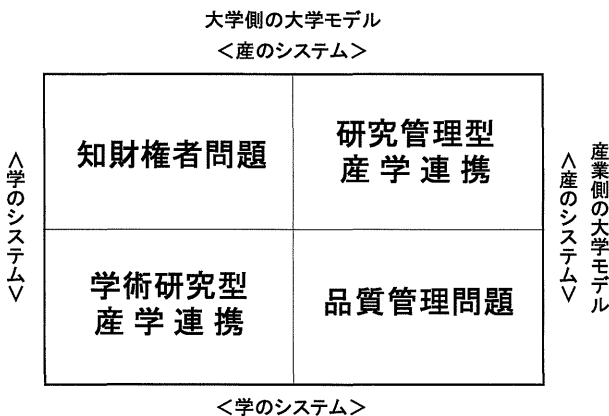 大学側の大学モデル
<産のシステム>
知財権者問題
研究管理型
産学連携
<学のシステム>
<産のシステム>
産業側の大学モデル
学術研究型
産学連携
品質管理問題
<学のシステム>